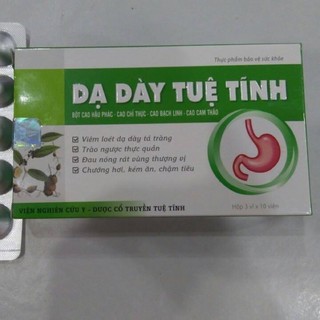 Thực phẩm bảo vệ sức khỏe
DẠ DÀY TUỆ TĨNH
BỘT CAO HẬU PHÁC - CAO CHỈ THỰC - CAO BẠCH LINH - CAO CAM THẢO
Viêm loét dạ dày tá tràng
Trào ngược thực quản
Đau nóng rát vùng thượng vị
Chướng hơi, kém ăn, chậm tiêu
Hộp 3 vỉ x 10 viên
VIỆN NGHIÊN CỨU Y - DƯỢC CỔ TRUYỀN TUỆ TĨNH